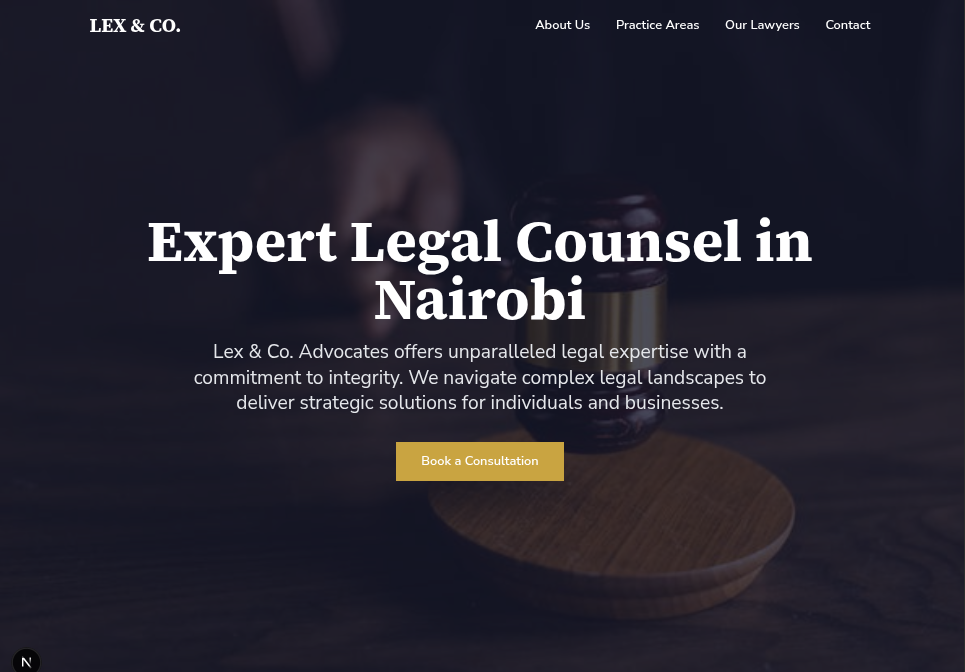 LEX & CO.
About Us
Practice Areas
Our Lawyers
Contact
Expert Legal Counsel in
Nairobi
Lex & Co. Advocates offers unparalleled legal expertise with a
commitment to integrity. We navigate complex legal landscapes to
deliver strategic solutions for individuals and businesses.
Book a Consultation
N